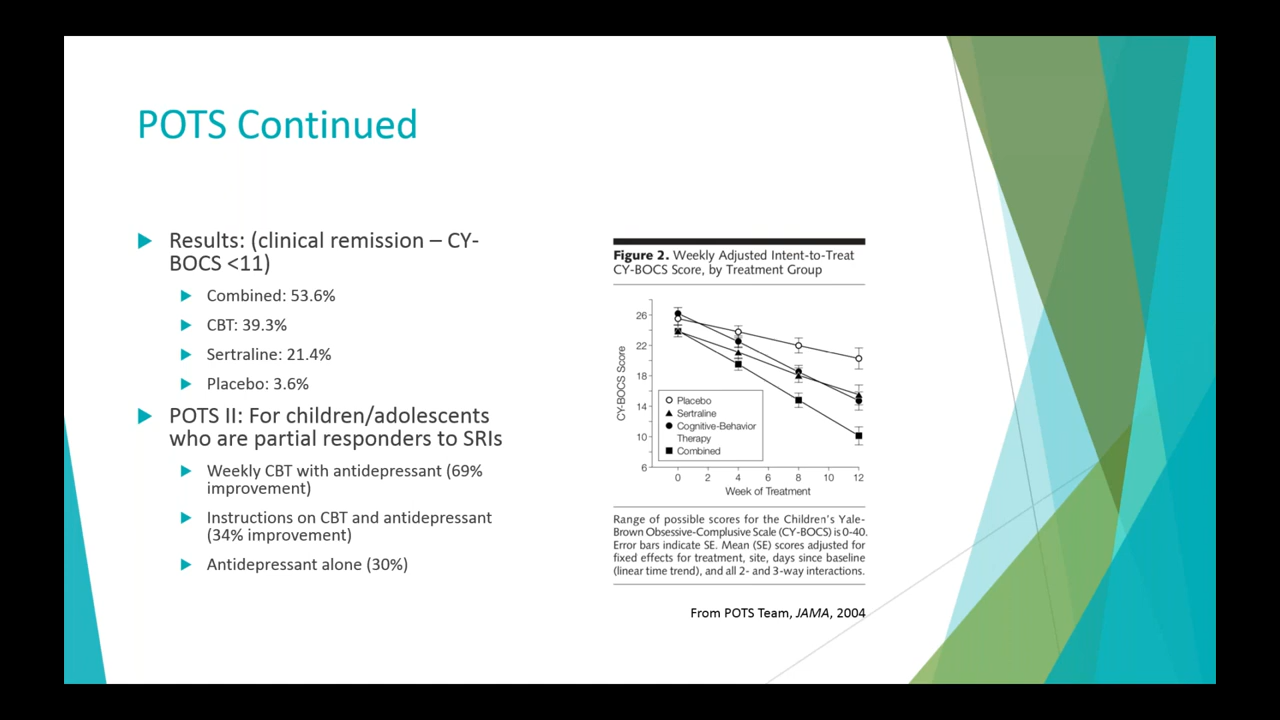 POTS Continued
Results: (clinical remission – CY-
BOCS <11)
Combined: 53.6%
CBT: 39.3%
Sertraline: 21.4%
Placebo: 3.6%
POTS II: For children/adolescents
who are partial responders to SRIs
Weekly CBT with antidepressant (69%
improvement)
Instructions on CBT and antidepressant
(34% improvement)
Antidepressant alone (30%)
Figure 2. Weekly Adjusted Intent-to-Treat
CY-BOCS Score, by Treatment Group
CY-BOCS Score
26
22
18
14
10
6
Placebo
Sertraline
Cognitive-Behavior
Therapy
Combined
0 2 4 6 8 10 12
Week of Treatment
Range of possible scores for the Children's Yale-
Brown Obsessive-Complusive Scale (CY-BOCS) is 0-40.
Error bars indicate SE. Mean (SE) scores adjusted for
fixed effects for treatment, site, days since baseline
(linear time trend), and all 2- and 3-way interactions.
From POTS Team, JAMA, 2004